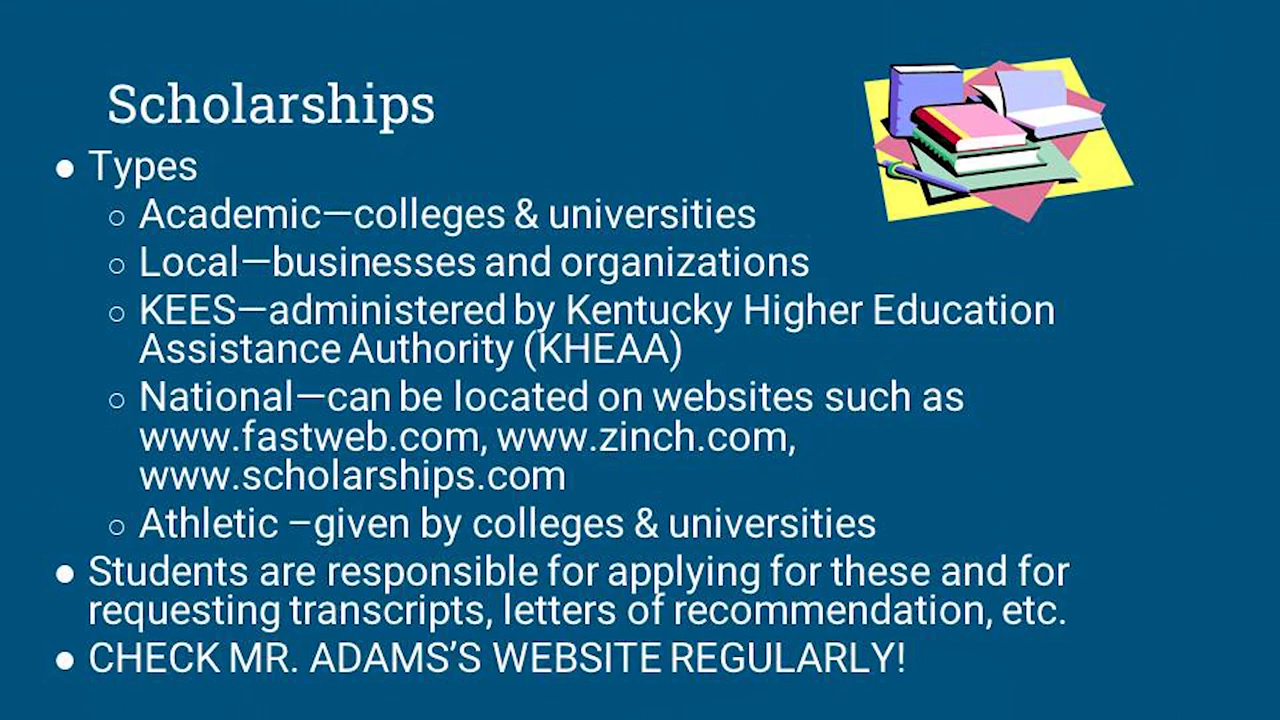 Scholarships
● Types
○ Academic—colleges & universities
○ Local—businesses and organizations
○ KEES—administered by Kentucky Higher Education
Assistance Authority (KHEAA)
○ National—can be located on websites such as
www.fastweb.com, www.zinch.com,
www.scholarships.com
○ Athletic –given by colleges & universities
● Students are responsible for applying for these and for
requesting transcripts, letters of recommendation, etc.
● CHECK MR. ADAMS’S WEBSITE REGULARLY!